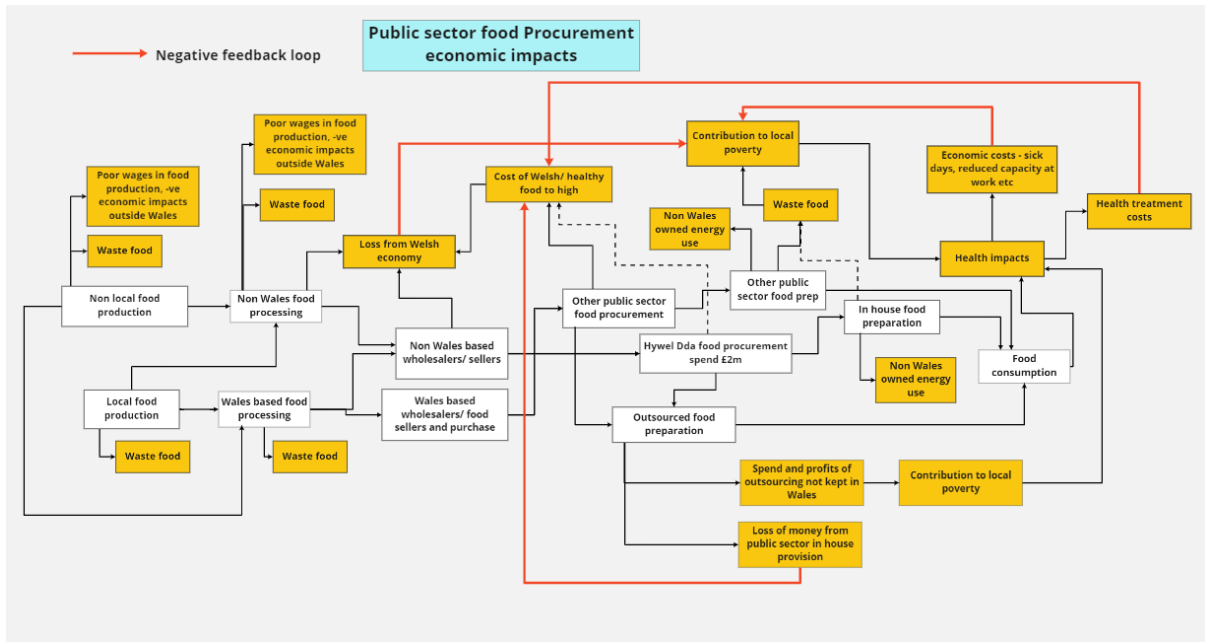 Public sector food Procurement
economic impacts
Negative feedback loop
Poor wages in food
production, -ve
economic impacts
outside Wales
Poor wages in food
production, -ve
economic impacts
outside Wales
Waste food
Waste food
Cost of Welsh/ healthy
food to high
Contribution to local
poverty
Economic costs - sick
days, reduced capacity at
work etc
Health treatment
costs
Waste food
Non Wales
owned energy
use
Loss from Welsh
economy
Health impacts
Non local food
production
Non Wales food
processing
Other public sector
food procurement
Other public
sector food prep
In house food
preparation
Non Wales based
wholesalers/ sellers
Hywel Dda food procurement
spend £2m
Food
consumption
Non Wales
owned energy
use
Local food
production
Wales based food
processing
Wales based
wholesalers/ food
sellers and purchase
Outsourced food
preparation
Waste food
Waste food
Spend and profits of
outsourcing not kept in
Wales
Contribution to local
poverty
Loss of money from
public sector in house
provision